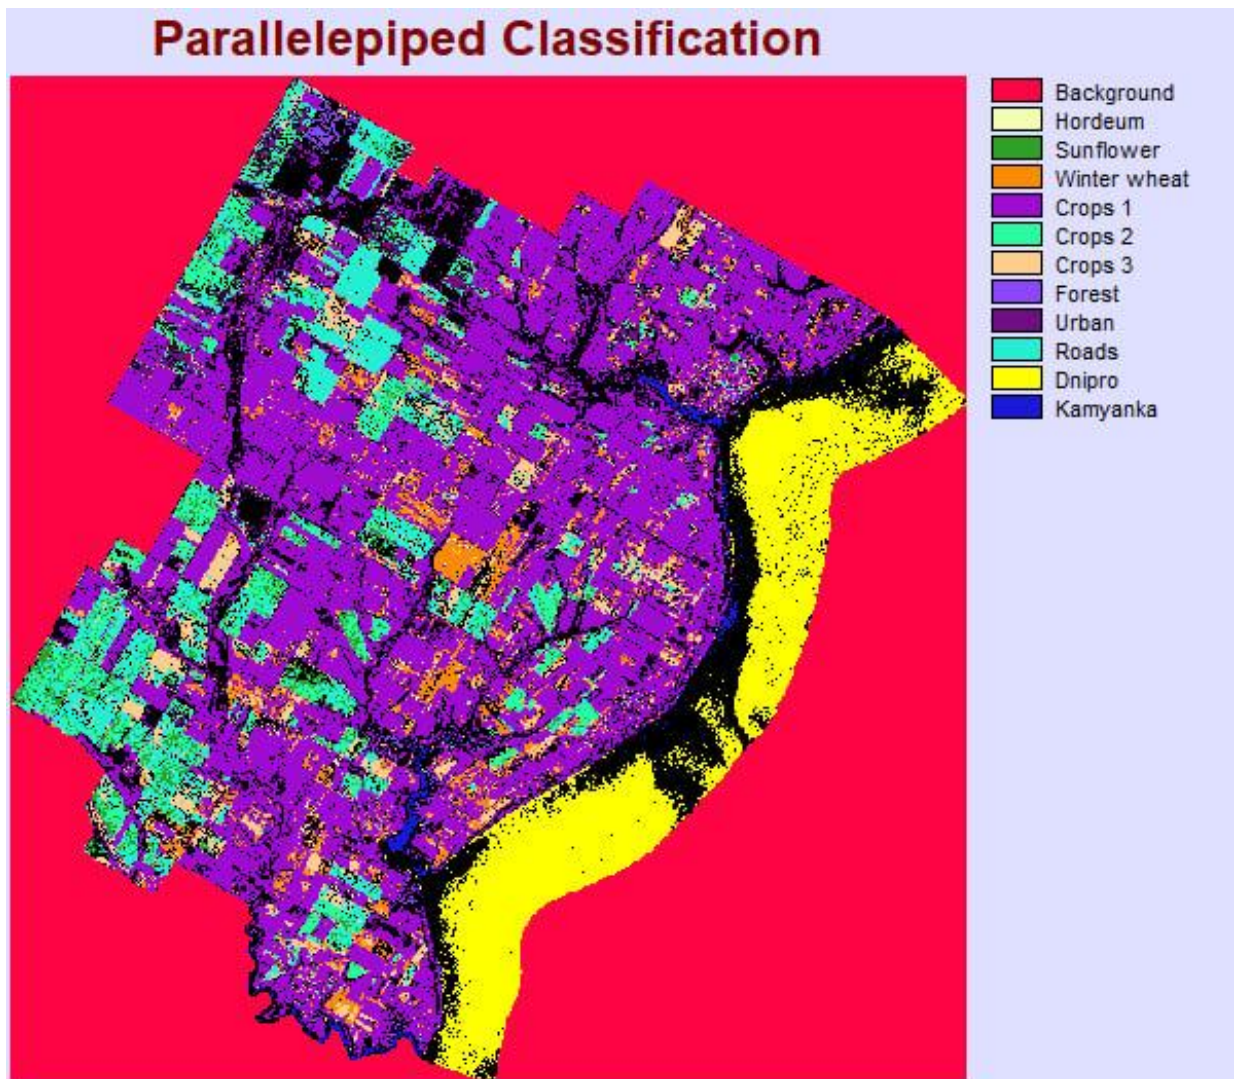 Parallelepiped Classification
Background
Hordeum
Sunflower
Winter wheat
Crops 1
Crops 2
Crops 3
Forest
Urban
Roads
Dnipro
Kamyanka